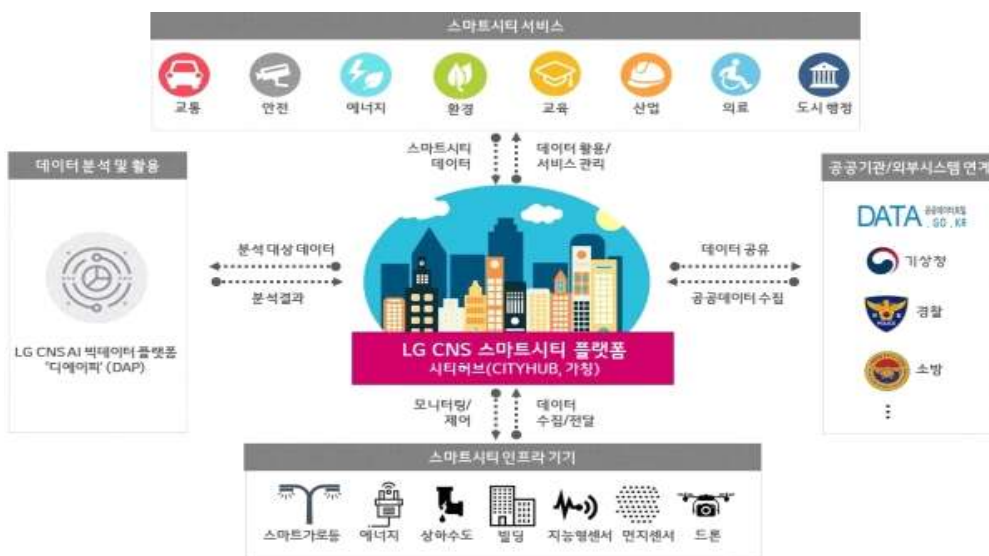 스마트시티 서비스
교통
안전
에너지
환경
교육
산업
의료
도시 행정
스마트시티
데이터
데이터 활용/
서비스 관리
데이터 분석 및 활용
LG CNS AI 빅데이터 플랫폼
'디에이피' (DAP)
분석 대상 데이터
분석결과
LG CNS 스마트시티 플랫폼
시티허브(CITYHUB, 가칭)
데이터 공유
공공데이터 수집
공공기관/외부시스템 연계
DATA 공공데이터포털
.GO.KR
기상청
경찰
POLICE
소방
모니터링/
제어
데이터
수집/전달
스마트시티 인프라 기기
스마트가로등
에너지
상하수도
빌딩
지능형센서
먼지센서
드론